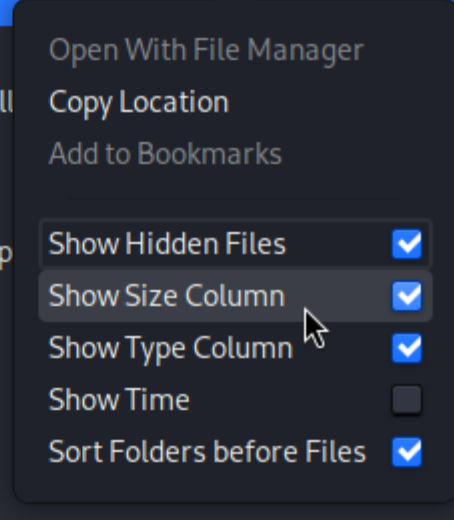 Open With File Manager
Copy Location
Add to Bookmarks
Show Hidden Files
Show Size Column
Show Type Column
Show Time
Sort Folders before Files